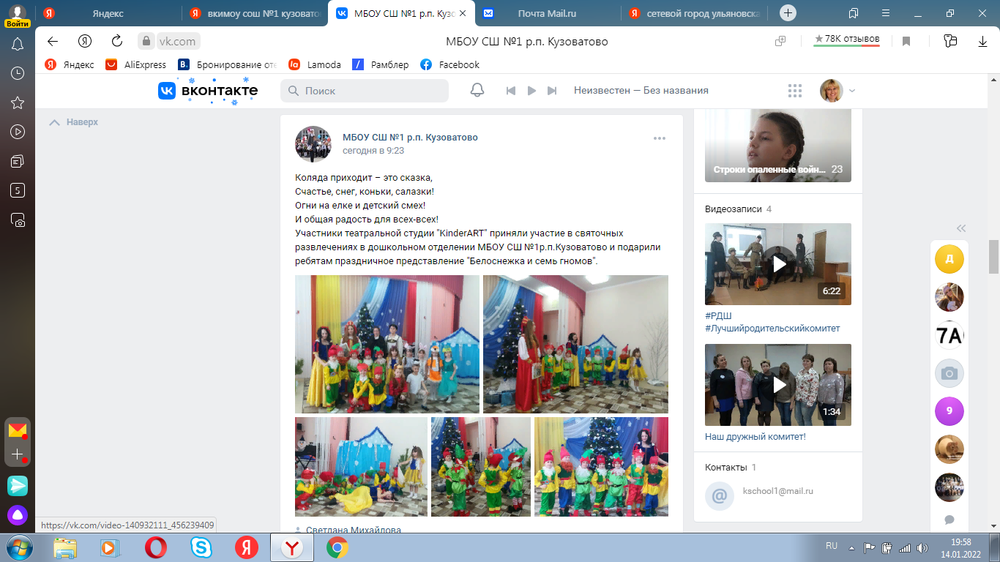 Войти
Яндекс
вкимоу сош №1 кузовато
МБОУ СШ №1 р.п. Кузо
Почта Mail.ru
сетевой город ульяновска
vk.com
МБОУ СШ №1 р.п. Кузоватово
78K отзывов
Яндекс
AliExpress
Бронирование оте
Lamoda
Рамблер
Facebook
вконтакте
Поиск
Неизвестен — Без названия
Наверх
МБОУ СШ №1 р.п. Кузоватово
сегодня в 9:23
Коляда приходит – это сказка,
Счастье, снег, коньки, салазки!
Огни на елке и детский смех!
И общая радость для всех-всех!
Участники театральной студии "KinderART" приняли участие в святочных
развлечениях в дошкольном отделении МБОУ СШ №1р.п.Кузоватово и подарили
ребятам праздничное представление "Белоснежка и семь гномов".
Светлана Михайлова
Строки опаленные войн... 23
Видеозаписи 4
6:22
#РДШ
#Лучшийродительскийкомитет
1:34
Наш дружный комитет!
Контакты 1
@ kschool1@mail.ru
Д
7А
9
5
https://vk.com/video-140932111_456239409
RU
19:58
14.01.2022